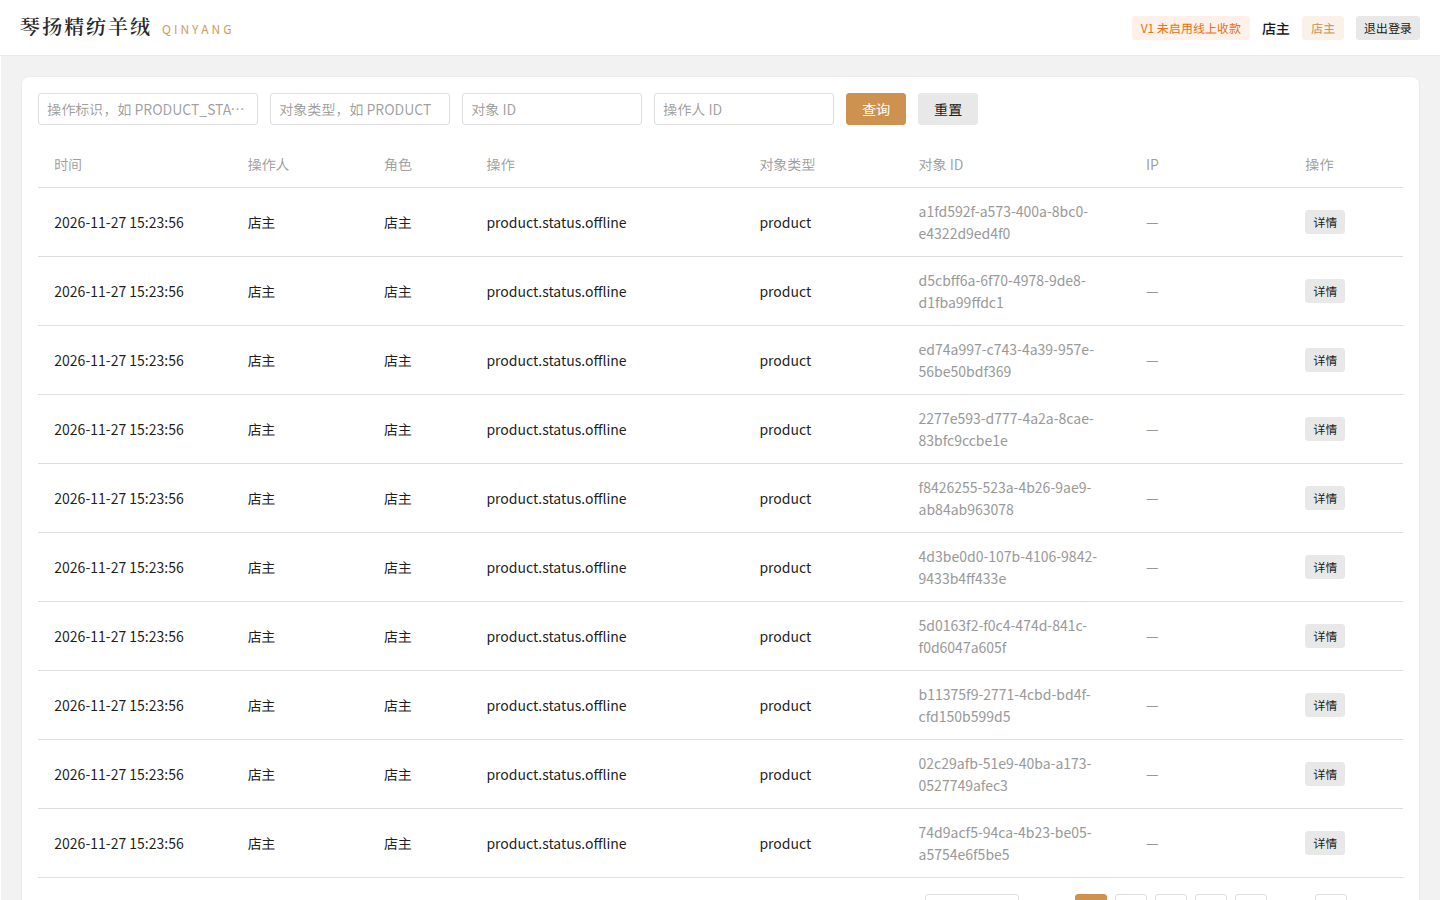 琴扬精纺羊绒 QINYANG
V1 未启用线上收款 店主 店主 退出登录
操作标识，如 PRODUCT_STA… 对象类型，如 PRODUCT 对象 ID 操作人 ID 查询 重置
时间 操作人 角色 操作 对象类型 对象 ID IP 操作
2026-11-27 15:23:56 店主 店主 product.status.offline product a1fd592f-a573-400a-8bc0-
e4322d9ed4f0 — 详情
2026-11-27 15:23:56 店主 店主 product.status.offline product d5cbff6a-6f70-4978-9de8-
d1fba99ffdc1 — 详情
2026-11-27 15:23:56 店主 店主 product.status.offline product ed74a997-c743-4a39-957e-
56be50bdf369 — 详情
2026-11-27 15:23:56 店主 店主 product.status.offline product 2277e593-d777-4a2a-8cae-
83bfc9ccbe1e — 详情
2026-11-27 15:23:56 店主 店主 product.status.offline product f8426255-523a-4b26-9ae9-
ab84ab963078 — 详情
2026-11-27 15:23:56 店主 店主 product.status.offline product 4d3be0d0-107b-4106-9842-
9433b4ff433e — 详情
2026-11-27 15:23:56 店主 店主 product.status.offline product 5d0163f2-f0c4-474d-841c-
f0d6047a605f — 详情
2026-11-27 15:23:56 店主 店主 product.status.offline product b11375f9-2771-4cbd-bd4f-
cfd150b599d5 — 详情
2026-11-27 15:23:56 店主 店主 product.status.offline product 02c29afb-51e9-40ba-a173-
0527749afec3 — 详情
2026-11-27 15:23:56 店主 店主 product.status.offline product 74d9acf5-94ca-4b23-be05-
a5754e6f5be5 — 详情